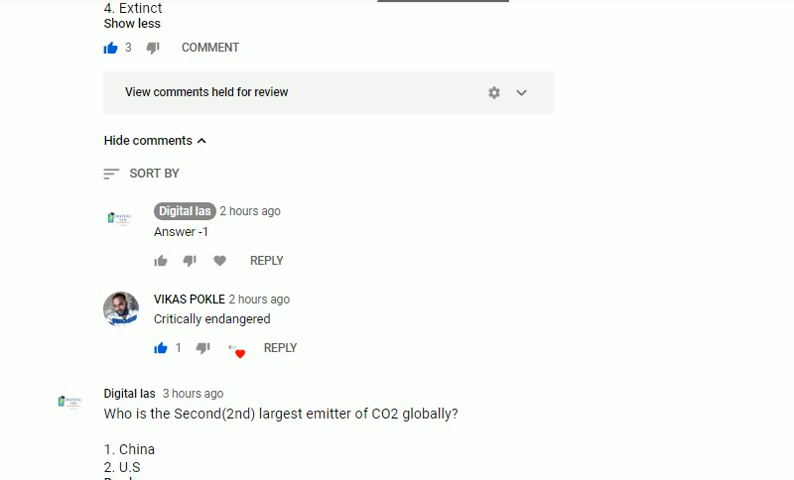 4. Extinct
Show less
3 COMMENT
View comments held for review
Hide comments
SORT BY
Digital Ias 2 hours ago
Answer -1
REPLY
VIKAS POKLE 2 hours ago
Critically endangered
1 REPLY
Digital Ias 3 hours ago
Who is the Second(2nd) largest emitter of CO2 globally?
1. China
2. U.S